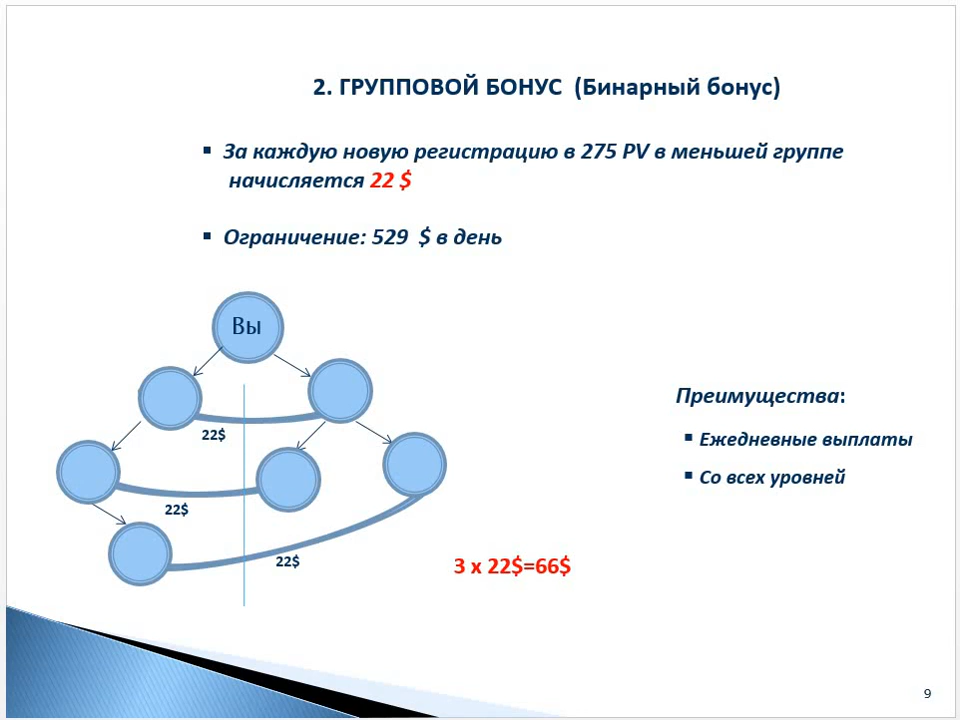 2. ГРУППОВОЙ БОНУС (Бинарный бонус)
▪ За каждую новую регистрацию в 275 PV в меньшей группе
начисляется 22 $
▪ Ограничение: 529 $ в день
Вы
22$
22$
22$
3 х 22$=66$
Преимущества:
▪ Ежедневные выплаты
▪ Со всех уровней
9